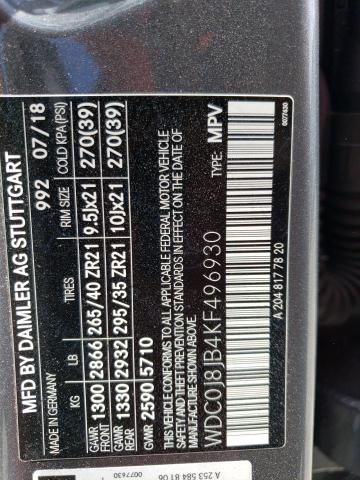 MFD BY DAIMLER AG STUTTGART
MADE IN GERMANY 992 07/18
KG LB TIRES RIM SIZE COLD KPA(PSI)
GAWR FRONT 1300 2866 265/40 ZR21 9.5Jx21 270(39)
GAWR REAR 1330 2932 295/35 ZR21 10Jx21 270(39)
GVWR 2590 5710
THIS VEHICLE CONFORMS TO ALL APPLICABLE FEDERAL MOTOR VEHICLE
SAFETY, BUMPER, AND THEFT PREVENTION STANDARDS IN EFFECT ON THE DATE OF
MANUFACTURE SHOWN ABOVE.
WDC0J8JB4KF496930 TYPE: MPV
A 204 817 78 20
0077630
A 253 584 81 06
0077630 1